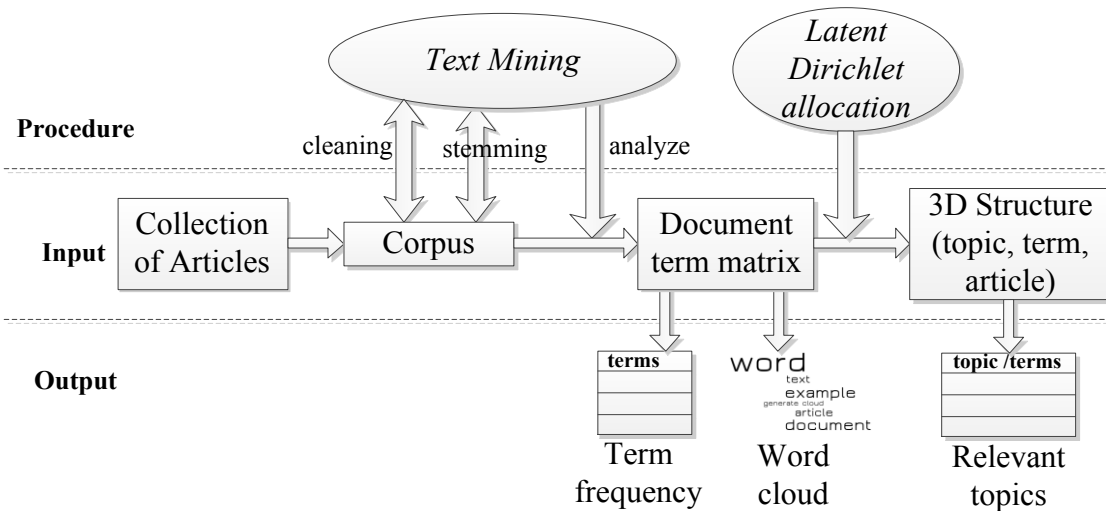 Text Mining
Latent
Dirichlet
allocation
Procedure
cleaning
stemming
analyze
Input
Collection
of Articles
Corpus
Document
term matrix
3D Structure
(topic, term,
article)
Output
terms
word
text
example
generate cloud
article
document
topic /terms
Term
frequency
Word
cloud
Relevant
topics